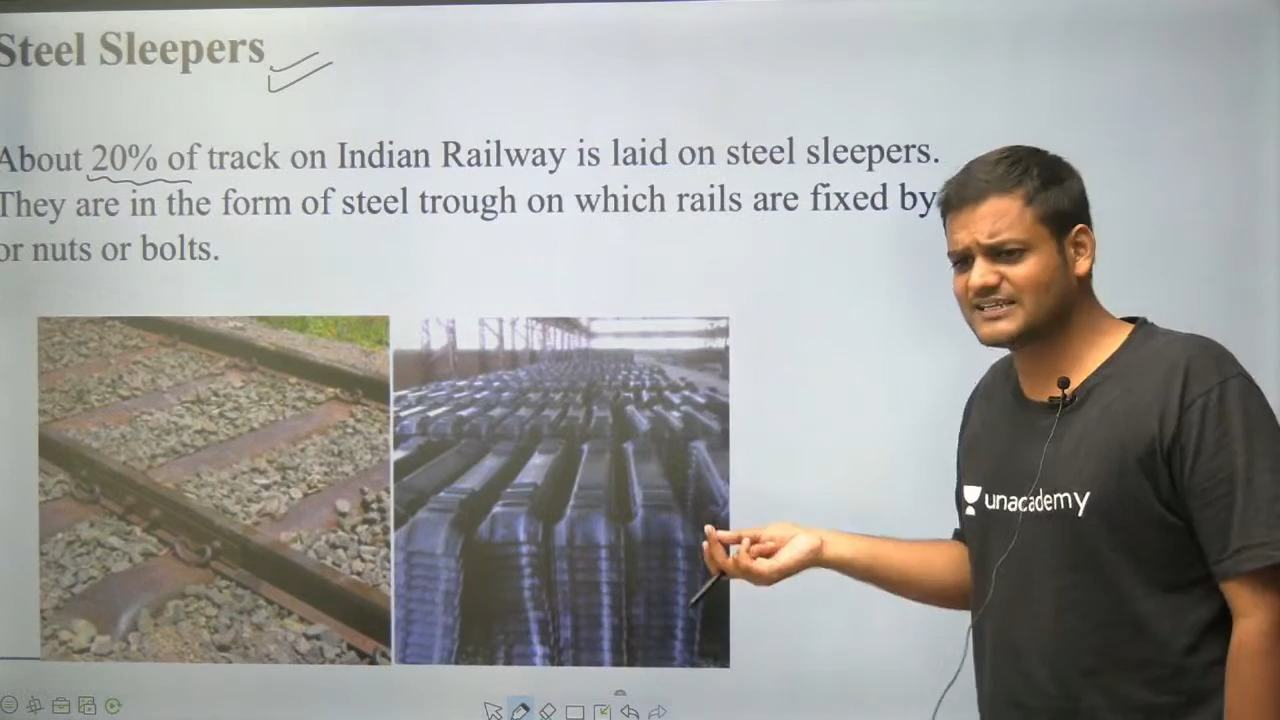 Steel Sleepers
About 20% of track on Indian Railway is laid on steel sleepers.
They are in the form of steel trough on which rails are fixed by
or nuts or bolts.
unacademy